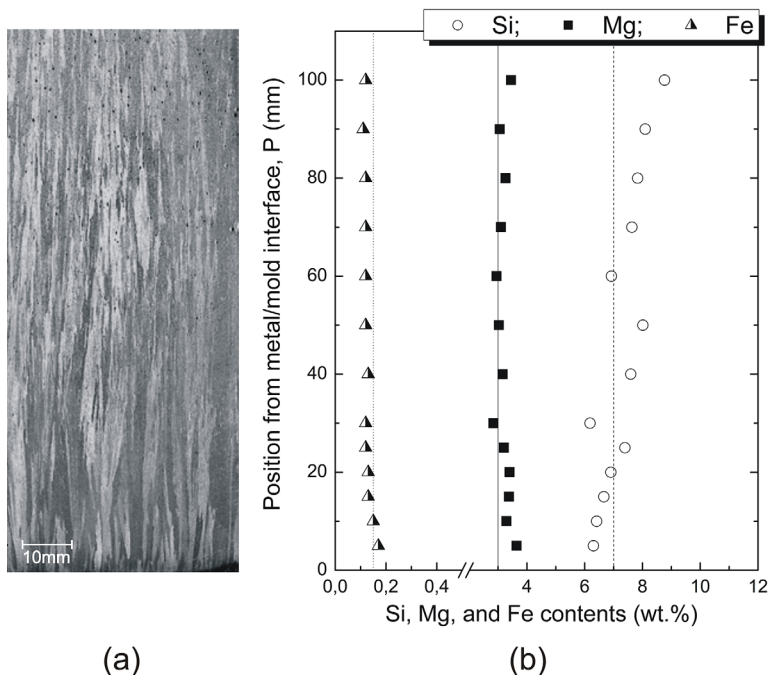 Si; Mg; Fe
Position from metal/mold interface, P (mm)
100
80
60
40
20
0
0,0 0,2 0,4 4 6 8 10 12
Si, Mg, and Fe contents (wt.%)
10mm
(a) (b)